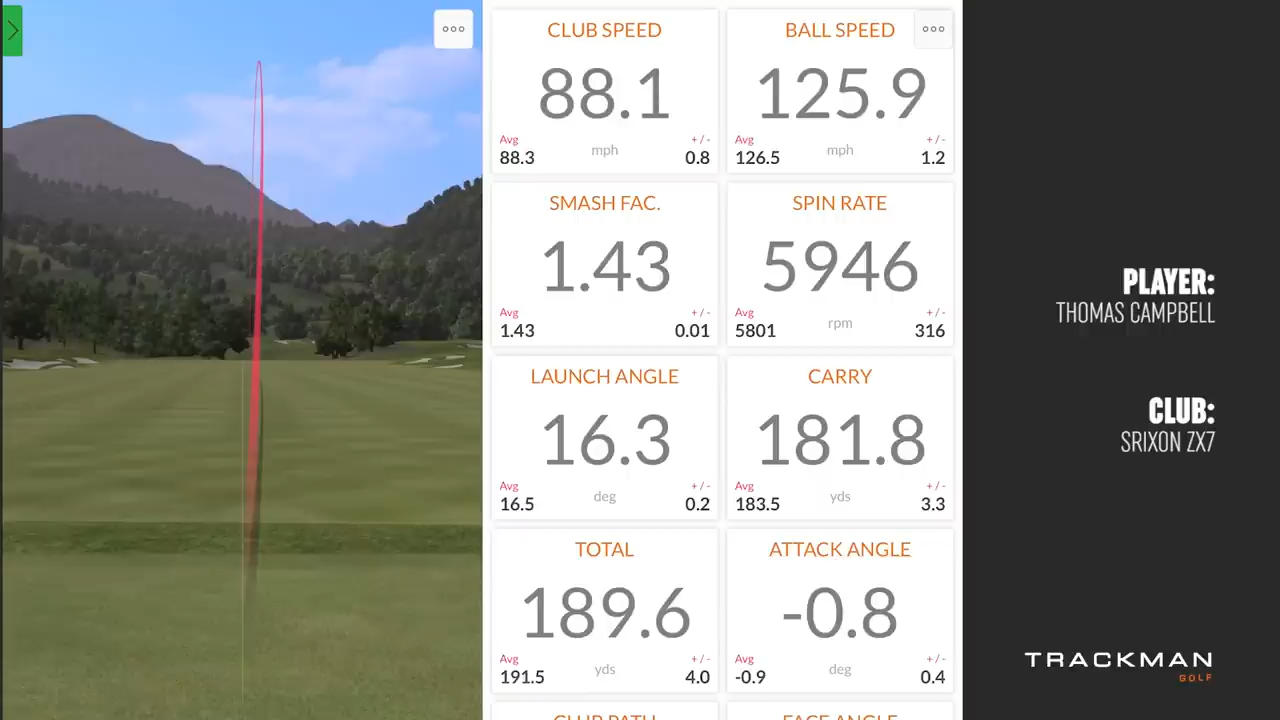 CLUB SPEED
88.1
Avg
88.3
mph
+ / -
0.8
BALL SPEED
125.9
Avg
126.5
mph
+ / -
1.2
SMASH FAC.
1.43
Avg
1.43
+ / -
0.01
SPIN RATE
5946
Avg
5801
rpm
+ / -
316
LAUNCH ANGLE
16.3
Avg
16.5
deg
+ / -
0.2
CARRY
181.8
Avg
183.5
yds
+ / -
3.3
TOTAL
189.6
Avg
191.5
yds
+ / -
4.0
ATTACK ANGLE
-0.8
Avg
-0.9
deg
+ / -
0.4
CLUB PATH
FACE ANGLE
PLAYER:
THOMAS CAMPBELL
CLUB:
SRIXON ZX7
TRACKMAN
GOLF